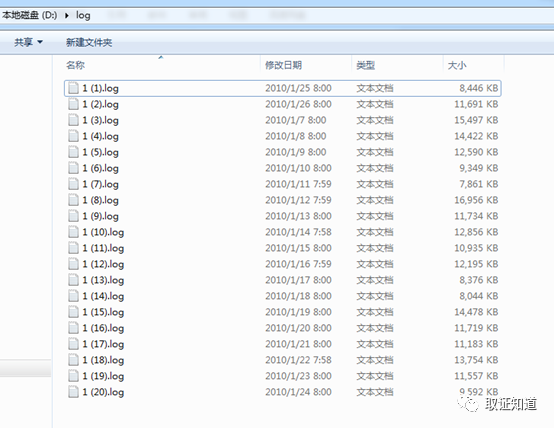 本地磁盘 (D:) ▸ log
共享 ▼ 新建文件夹
名称 修改日期 类型 大小
1 (1).log 2010/1/25 8:00 文本文档 8,446 KB
1 (2).log 2010/1/26 8:00 文本文档 11,691 KB
1 (3).log 2010/1/7 8:00 文本文档 15,497 KB
1 (4).log 2010/1/8 8:00 文本文档 14,422 KB
1 (5).log 2010/1/9 8:00 文本文档 12,590 KB
1 (6).log 2010/1/10 8:00 文本文档 9,349 KB
1 (7).log 2010/1/11 7:59 文本文档 7,861 KB
1 (8).log 2010/1/12 7:59 文本文档 16,956 KB
1 (9).log 2010/1/13 8:00 文本文档 11,734 KB
1 (10).log 2010/1/14 7:58 文本文档 12,856 KB
1 (11).log 2010/1/15 8:00 文本文档 10,935 KB
1 (12).log 2010/1/16 7:59 文本文档 12,195 KB
1 (13).log 2010/1/17 8:00 文本文档 8,376 KB
1 (14).log 2010/1/18 8:00 文本文档 8,044 KB
1 (15).log 2010/1/19 8:00 文本文档 14,478 KB
1 (16).log 2010/1/20 8:00 文本文档 11,719 KB
1 (17).log 2010/1/21 8:00 文本文档 11,183 KB
1 (18).log 2010/1/22 7:58 文本文档 13,754 KB
1 (19).log 2010/1/23 8:00 文本文档 11,557 KB
1 (20).log 2010/1/24 8:00 文本文档 9,592 KB
取证知道